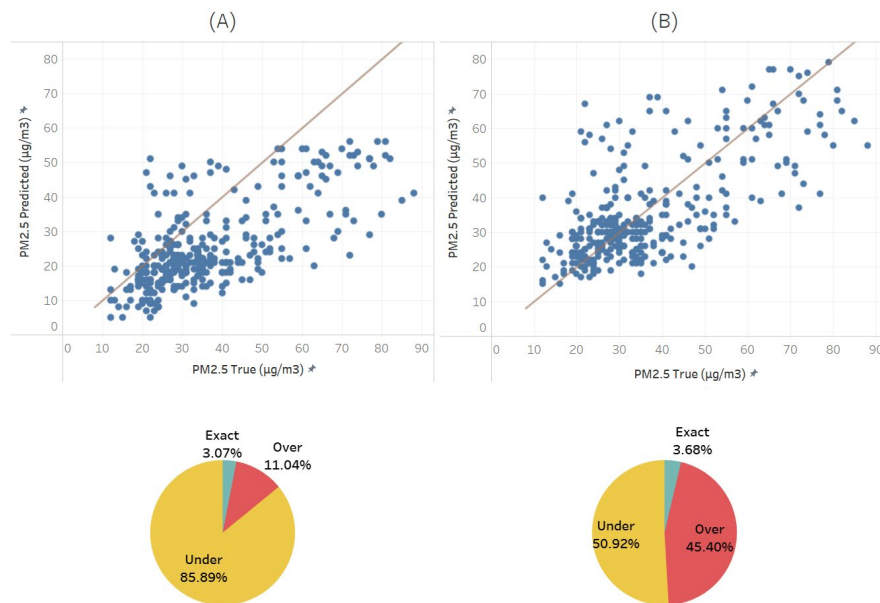 (A)
(B)
PM2.5 Predicted (µg/m3)
80
70
60
50
40
30
20
10
0
0 10 20 30 40 50 60 70 80 90
PM2.5 True (µg/m3)
PM2.5 Predicted (µg/m3)
80
70
60
50
40
30
20
10
0
0 10 20 30 40 50 60 70 80 90
PM2.5 True (µg/m3)
Exact
3.07%
Over
11.04%
Under
85.89%
Exact
3.68%
Under
50.92%
Over
45.40%